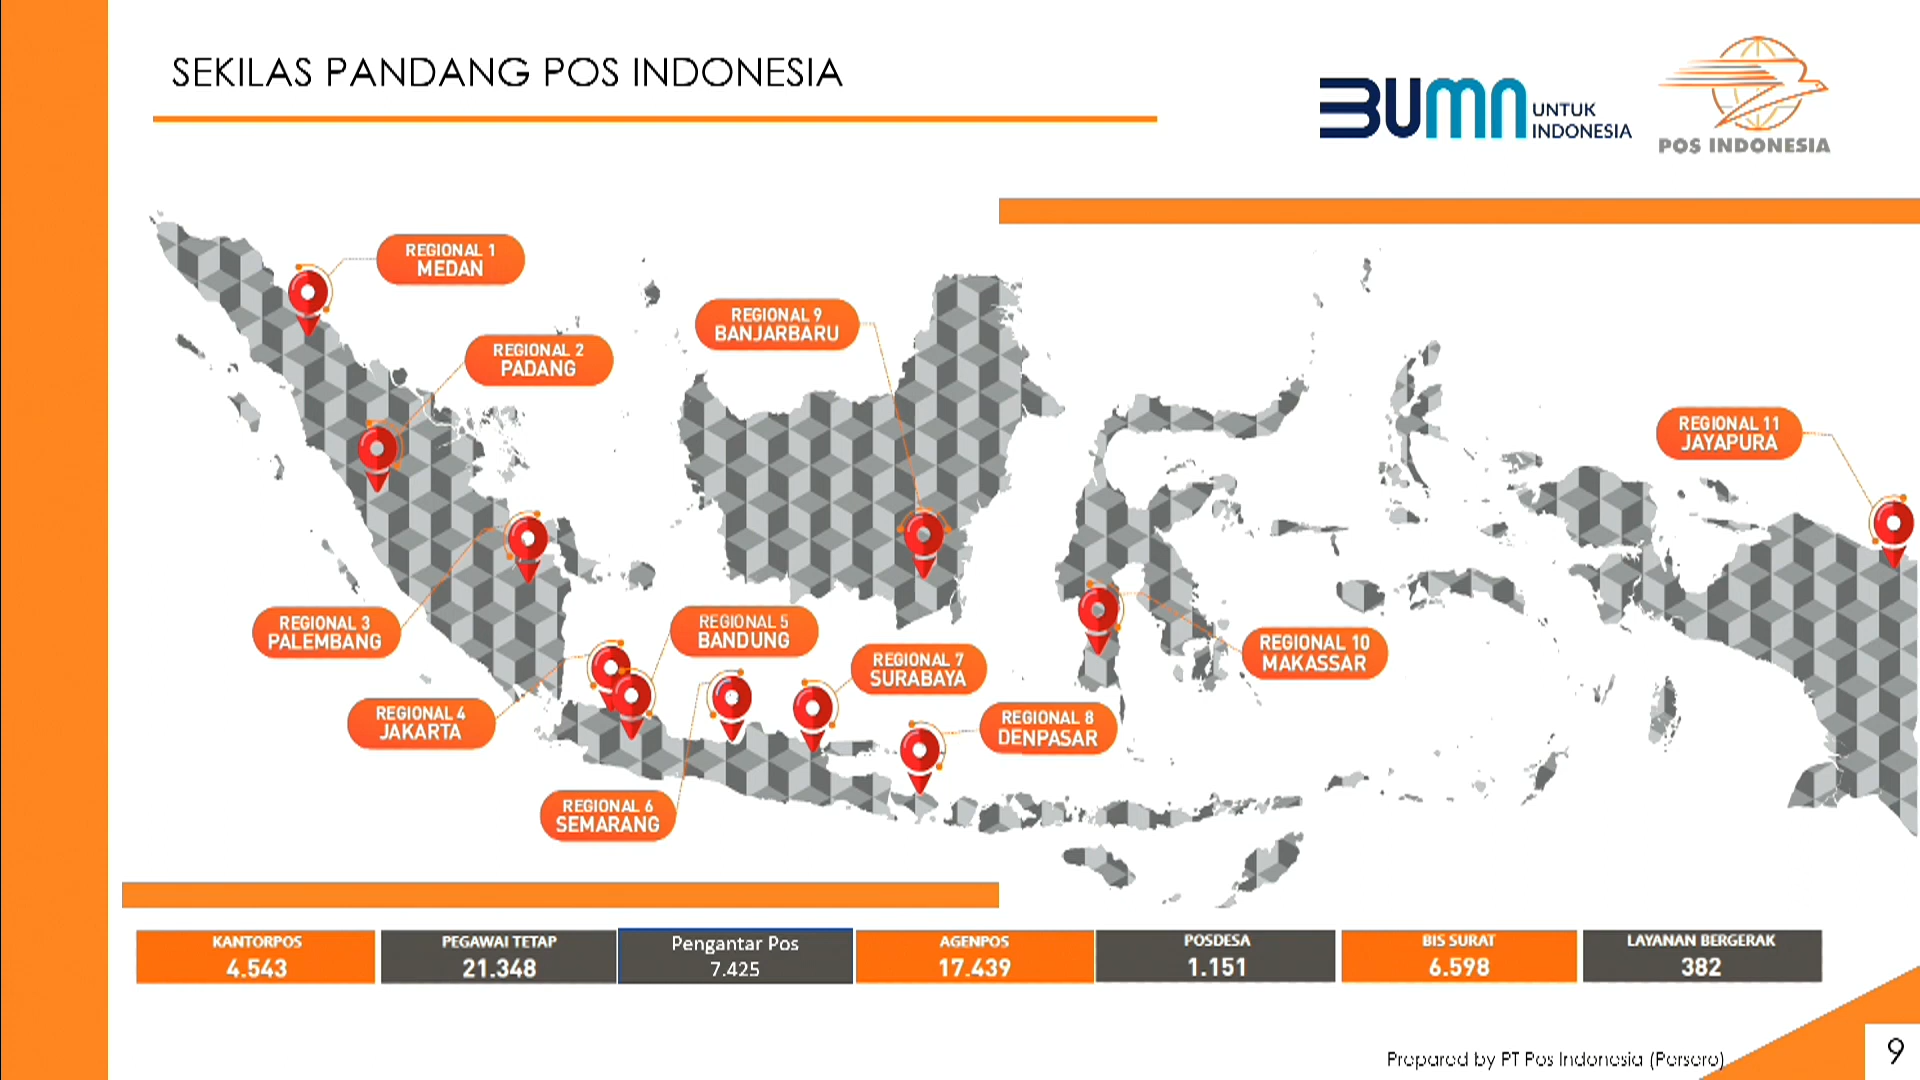 SEKILAS PANDANG POS INDONESIA
BUMN UNTUK
INDONESIA
POS INDONESIA
REGIONAL 1
MEDAN
REGIONAL 2
PADANG
REGIONAL 9
BANJARBARU
REGIONAL 11
JAYAPURA
REGIONAL 3
PALEMBANG
REGIONAL 5
BANDUNG
REGIONAL 7
SURABAYA
REGIONAL 10
MAKASSAR
REGIONAL 4
JAKARTA
REGIONAL 8
DENPASAR
REGIONAL 6
SEMARANG
KANTORPOS
4.543
PEGAWAI TETAP
21.348
Pengantar Pos
7.425
AGENPOS
17.439
POSDESA
1.151
BIS SURAT
6.598
LAYANAN BERGERAK
382
Prepared by PT Pos Indonesia (Persero)
9